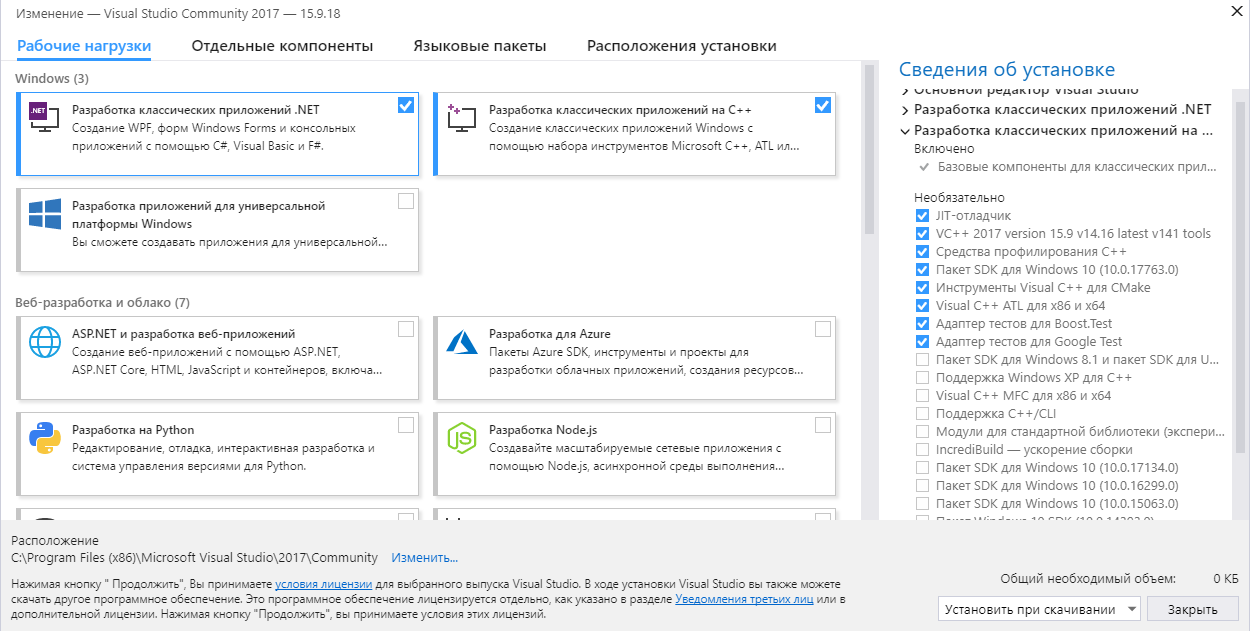 Изменение — Visual Studio Community 2017 — 15.9.18
Рабочие нагрузки
Отдельные компоненты
Языковые пакеты
Расположения установки
Windows (3)
.NET
Разработка классических приложений .NET
Создание WPF, форм Windows Forms и консольных
приложений с помощью C#, Visual Basic и F#.
Разработка классических приложений на C++
Создание классических приложений Windows с
помощью набора инструментов Microsoft C++, ATL ил...
Разработка приложений для универсальной
платформы Windows
Вы сможете создавать приложения для универсальной...
Веб-разработка и облако (7)
ASP.NET и разработка веб-приложений
Создание веб-приложений с помощью ASP.NET,
ASP.NET Core, HTML, JavaScript и контейнеров, включа...
Разработка для Azure
Пакеты Azure SDK, инструменты и проекты для
разработки облачных приложений, создания ресурсов...
Разработка на Python
Редактирование, отладка, интерактивная разработка и
система управления версиями для Python.
JS
Разработка Node.js
Создавайте масштабируемые сетевые приложения с
помощью Node.js, асинхронной среды выполнения...
Сведения об установке
Основной редактор Visual Studio
Разработка классических приложений .NET
Разработка классических приложений на ...
Включено
Базовые компоненты для классических прил...
Необязательно
JIT-отладчик
VC++ 2017 version 15.9 v14.16 latest v141 tools
Средства профилирования C++
Пакет SDK для Windows 10 (10.0.17763.0)
Инструменты Visual C++ для CMake
Visual C++ ATL для x86 и x64
Адаптер тестов для Boost.Test
Адаптер тестов для Google Test
Пакет SDK для Windows 8.1 и пакет SDK для U...
Поддержка Windows XP для C++
Visual C++ MFC для x86 и x64
Поддержка C++/CLI
Модули для стандартной библиотеки (экспери...
IncrediBuild — ускорение сборки
Пакет SDK для Windows 10 (10.0.17134.0)
Пакет SDK для Windows 10 (10.0.16299.0)
Пакет SDK для Windows 10 (10.0.15063.0)
Расположение
C:\Program Files (x86)\Microsoft Visual Studio\2017\Community Изменить...
Нажимая кнопку " Продолжить", Вы принимаете условия лицензии для выбранного выпуска Visual Studio. В ходе установки Visual Studio вы также можете
скачать другое программное обеспечение. Это программное обеспечение лицензируется отдельно, как указано в разделе Уведомления третьих лиц или в
дополнительной лицензии. Нажимая кнопку "Продолжить", вы принимаете условия этих лицензий.
Общий необходимый объем: 0 КБ
Установить при скачивании
Закрыть